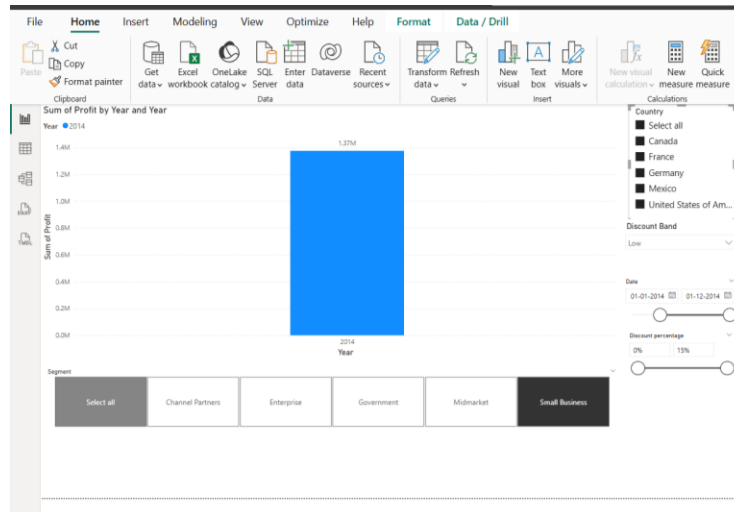 File Home Insert Modeling View Optimize Help Format Data / Drill
Paste
Cut
Copy
Format painter
Clipboard
Get data
Excel workbook
OneLake catalog
SQL Server
Enter data
Dataverse
Recent sources
Data
Transform data
Refresh
Queries
New visual
Text box
More visuals
Insert
New visual calculation
New measure
Quick measure
Calculations
Sum of Profit by Year and Year
Year 2014
1.4M
1.2M
1.0M
0.8M
0.6M
0.4M
0.2M
0.0M
Sum of Profit
1.37M
2014
Year
Country
Select all
Canada
France
Germany
Mexico
United States of Am...
Discount Band
Low
Date
01-01-2014 01-12-2014
Discount percentage
0% 15%
Segment
Select all Channel Partners Enterprise Government Midmarket Small Business